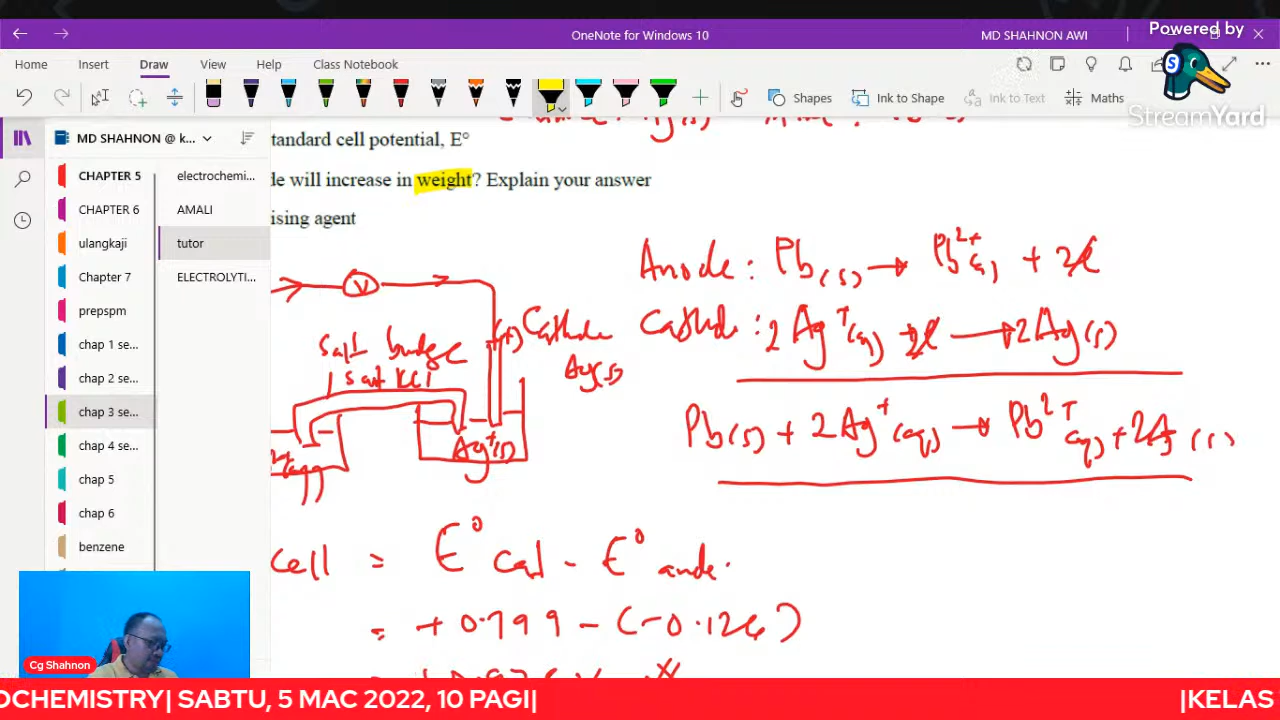 OneNote for Windows 10
MD SHAHNON AWI
Powered by
StreamYard
Home Insert Draw View Help Class Notebook
Shapes Ink to Shape Ink to Text Maths
MD SHAHNON @ k...
CHAPTER 5
CHAPTER 6
ulangkaji
Chapter 7
prepspm
chap 1 se...
chap 2 se...
chap 3 se...
chap 4 se...
chap 5
chap 6
benzene
electrochemi...
AMALI
tutor
ELECTROLYTI...
tandard cell potential, E°
de will increase in weight? Explain your answer
ising agent
V
salt bridge
sat KCl
(+) Cathode
Ag(s)
Anode : Pb(s) → Pb²⁺(aq) + 2e
Cathode : 2Ag⁺(aq) + 2e → 2Ag(s)
Pb(s) + 2Ag⁺(aq) → Pb²⁺(aq) + 2Ag(s)
cell = E° cat - E° anode.
= +0.799 - (-0.126)
Cg Shahnon
OCHEMISTRY| SABTU, 5 MAC 2022, 10 PAGI| |KELAS